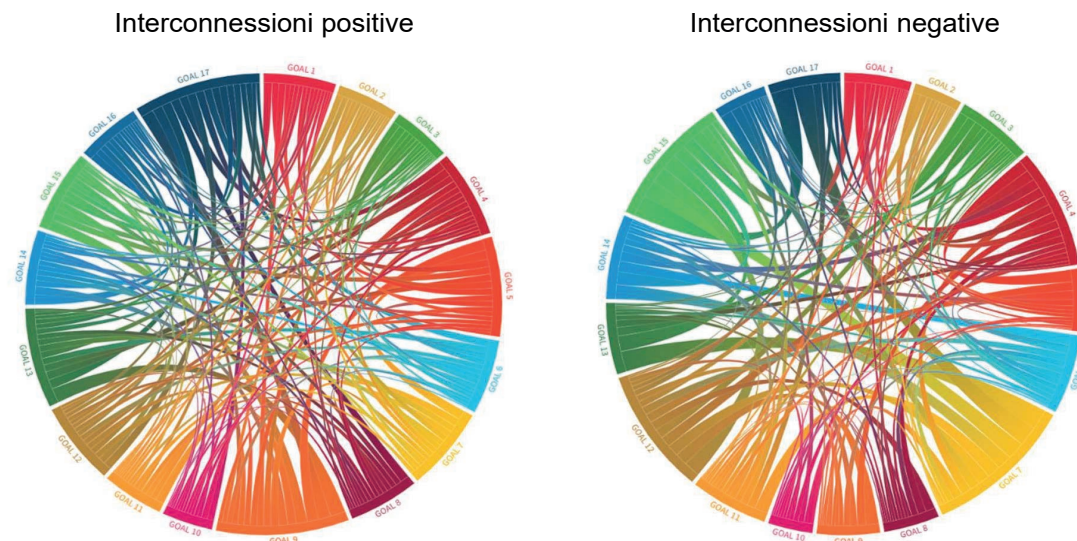 Interconnessioni positive
GOAL 1
GOAL 2
GOAL 3
GOAL 4
GOAL 5
GOAL 6
GOAL 7
GOAL 8
GOAL 9
GOAL 10
GOAL 11
GOAL 12
GOAL 13
GOAL 14
GOAL 15
GOAL 16
GOAL 17
Interconnessioni negative
GOAL 1
GOAL 2
GOAL 3
GOAL 4
GOAL 7
GOAL 8
GOAL 9
GOAL 10
GOAL 11
GOAL 12
GOAL 13
GOAL 14
GOAL 15
GOAL 16
GOAL 17